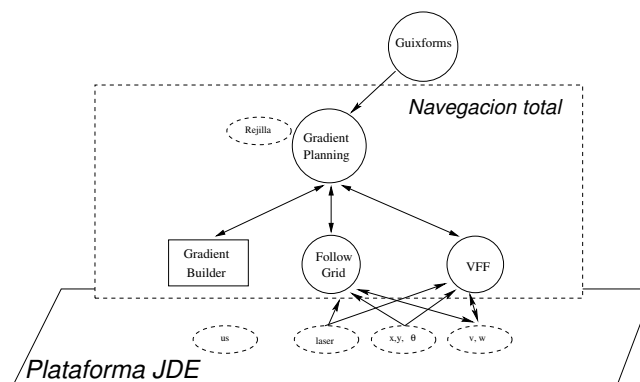 Guixforms
Navegacion total
Rejilla
Gradient
Planning
Gradient
Builder
Follow
Grid
VFF
us
laser
x,y, θ
v, w
Plataforma JDE